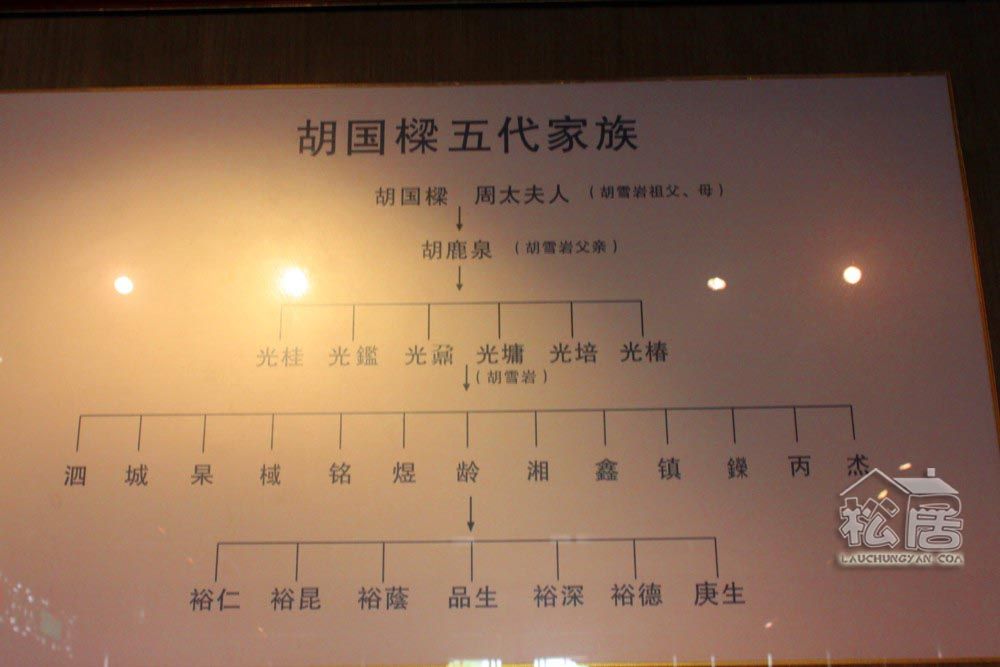 胡国樑五代家族
胡国樑 周太夫人 (胡雪岩祖父、母)
胡鹿泉 (胡雪岩父亲)
光桂 光鑑 光鼐 光墉 光培 光椿
(胡雪岩)
泗 城 杲 棫 铭 煜 龄 湘 鑫 镇 鑅 丙 杰
裕仁 裕昆 裕蔭 品生 裕深 裕德 庚生
松居
LAUCHUNGYAN.COM